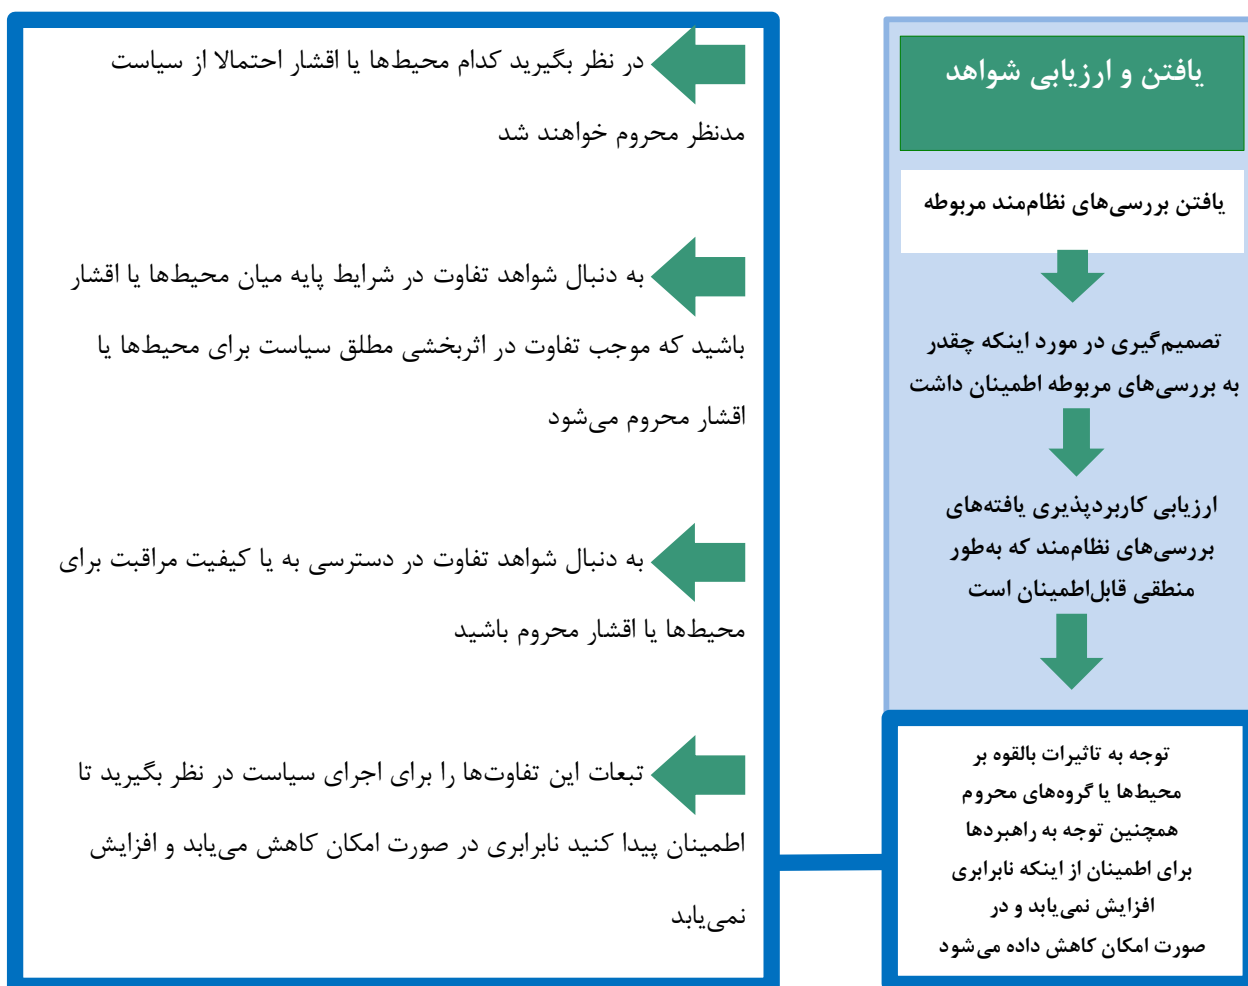 یافتن و ارزیابی شواهد
یافتن بررسی‌های نظام‌مند مربوطه
تصمیم‌گیری در مورد اینکه چقدر
به بررسی‌های مربوطه اطمینان داشت
ارزیابی کاربردپذیری یافته‌های
بررسی‌های نظام‌مند که به‌طور
منطقی قابل‌اطمینان است
توجه به تاثیرات بالقوه بر
محیط‌ها یا گروه‌های محروم
همچنین توجه به راهبردها
برای اطمینان از اینکه نابرابری
افزایش نمی‌یابد و در
صورت امکان کاهش داده می‌شود
در نظر بگیرید کدام محیط‌ها یا اقشار احتمالا از سیاست
مدنظر محروم خواهند شد
به دنبال شواهد تفاوت در شرایط پایه میان محیط‌ها یا اقشار
باشید که موجب تفاوت در اثربخشی مطلق سیاست برای محیط‌ها یا
اقشار محروم می‌شود
به دنبال شواهد تفاوت در دسترسی به یا کیفیت مراقبت برای
محیط‌ها یا اقشار محروم باشید
تبعات این تفاوت‌ها را برای اجرای سیاست در نظر بگیرید تا
اطمینان پیدا کنید نابرابری در صورت امکان کاهش می‌یابد و افزایش
نمی‌یابد